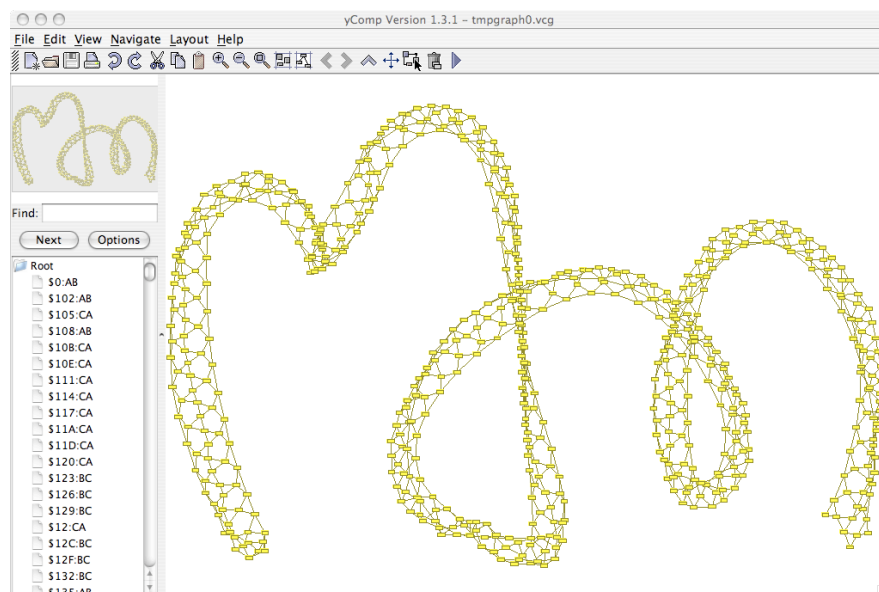 yComp Version 1.3.1 – tmpgraph0.vcg
File Edit View Navigate Layout Help
Find:
Next Options
Root
$0:AB
$102:AB
$105:CA
$108:AB
$10B:CA
$10E:CA
$111:CA
$114:CA
$117:CA
$11A:CA
$11D:CA
$120:CA
$123:BC
$126:BC
$129:BC
$12:CA
$12C:BC
$12F:BC
$132:BC
$135:AB